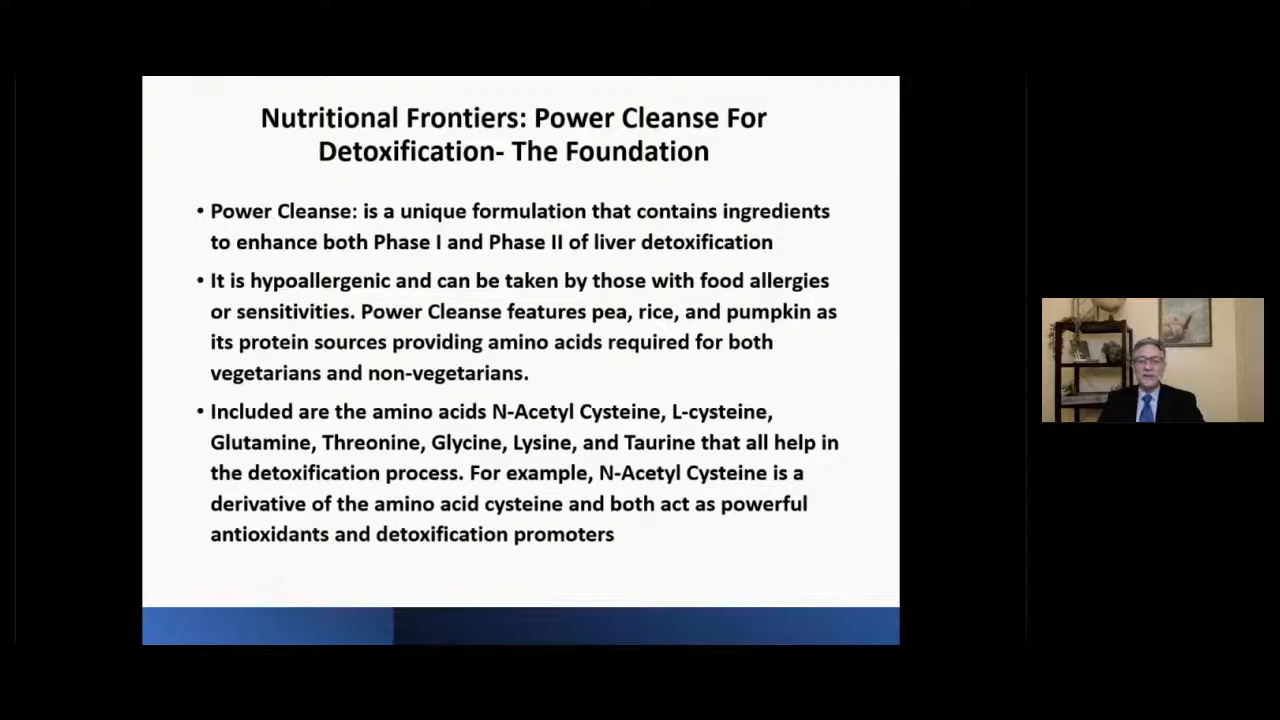 Nutritional Frontiers: Power Cleanse For
Detoxification- The Foundation
• Power Cleanse: is a unique formulation that contains ingredients
to enhance both Phase I and Phase II of liver detoxification
• It is hypoallergenic and can be taken by those with food allergies
or sensitivities. Power Cleanse features pea, rice, and pumpkin as
its protein sources providing amino acids required for both
vegetarians and non-vegetarians.
• Included are the amino acids N-Acetyl Cysteine, L-cysteine,
Glutamine, Threonine, Glycine, Lysine, and Taurine that all help in
the detoxification process. For example, N-Acetyl Cysteine is a
derivative of the amino acid cysteine and both act as powerful
antioxidants and detoxification promoters